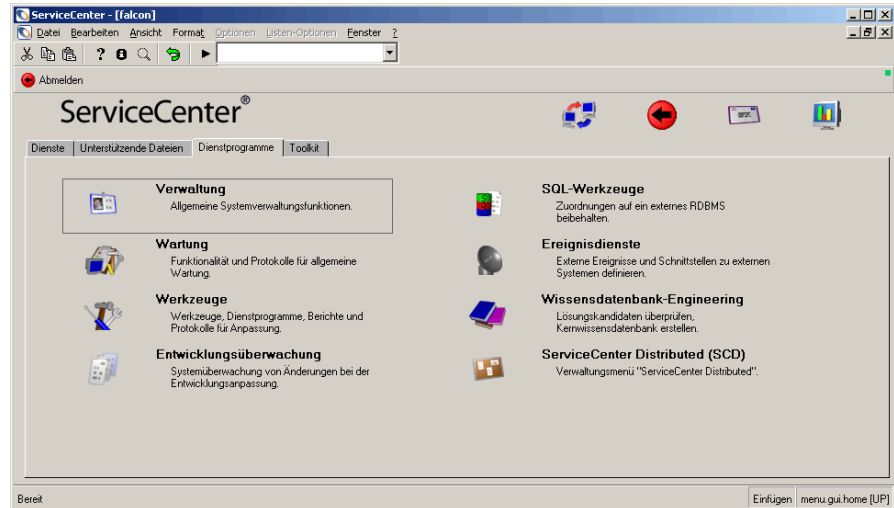 ServiceCenter - [falcon]
Datei Bearbeiten Ansicht Format Optionen Listen-Optionen Fenster ?
Abmelden
ServiceCenter®
Dienste Unterstützende Dateien Dienstprogramme Toolkit
Verwaltung
Allgemeine Systemverwaltungsfunktionen.
Wartung
Funktionalität und Protokolle für allgemeine
Wartung.
Werkzeuge
Werkzeuge, Dienstprogramme, Berichte und
Protokolle für Anpassung.
Entwicklungsüberwachung
Systemüberwachung von Änderungen bei der
Entwicklungsanpassung.
SQL-Werkzeuge
Zuordnungen auf ein externes RDBMS
beibehalten.
Ereignisdienste
Externe Ereignisse und Schnittstellen zu externen
Systemen definieren.
Wissensdatenbank-Engineering
Lösungskandidaten überprüfen,
Kernwissensdatenbank erstellen.
ServiceCenter Distributed (SCD)
Verwaltungsmenü "ServiceCenter Distributed".
Bereit
Einfügen menu.gui.home [UP]